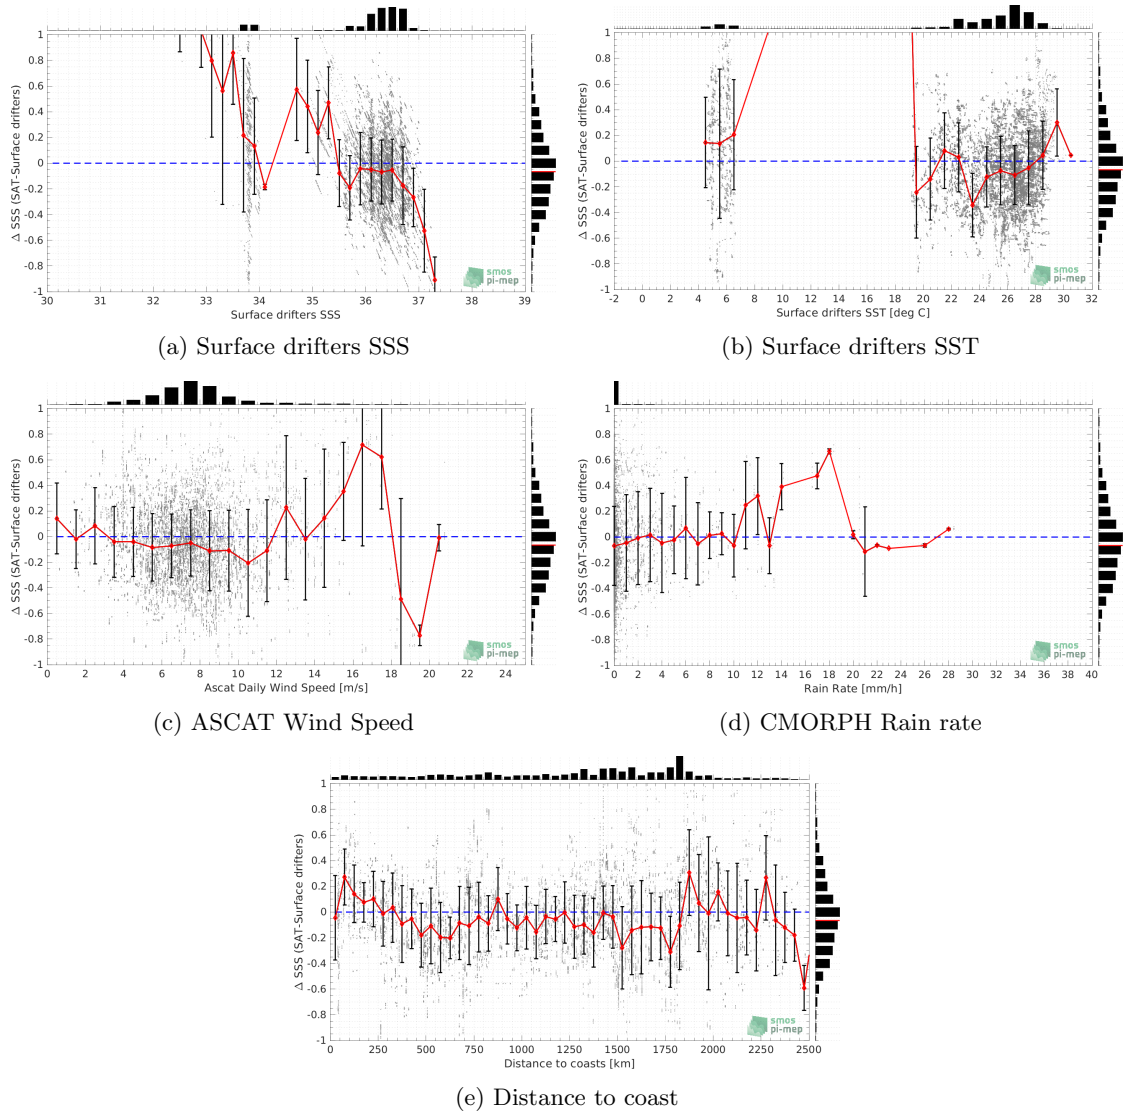 1
0.8
0.6
0.4
0.2
0
-0.2
-0.4
-0.6
-0.8
-1
Δ SSS (SAT-Surface drifters)
30 31 32 33 34 35 36 37 38 39
Surface drifters SSS
smos
pi-mep
(a) Surface drifters SSS
1
0.8
0.6
0.4
0.2
0
-0.2
-0.4
-0.6
-0.8
-1
Δ SSS (SAT-Surface drifters)
-2 0 2 4 6 8 10 12 14 16 18 20 22 24 26 28 30 32
Surface drifters SST [deg C]
smos
pi-mep
(b) Surface drifters SST
1
0.8
0.6
0.4
0.2
0
-0.2
-0.4
-0.6
-0.8
-1
Δ SSS (SAT-Surface drifters)
0 2 4 6 8 10 12 14 16 18 20 22 24
Ascat Daily Wind Speed [m/s]
smos
pi-mep
(c) ASCAT Wind Speed
1
0.8
0.6
0.4
0.2
0
-0.2
-0.4
-0.6
-0.8
-1
Δ SSS (SAT-Surface drifters)
0 2 4 6 8 10 12 14 16 18 20 22 24 26 28 30 32 34 36 38 40
Rain Rate [mm/h]
smos
pi-mep
(d) CMORPH Rain rate
1
0.8
0.6
0.4
0.2
0
-0.2
-0.4
-0.6
-0.8
-1
Δ SSS (SAT-Surface drifters)
0 250 500 750 1000 1250 1500 1750 2000 2250 2500
Distance to coasts [km]
smos
pi-mep
(e) Distance to coast